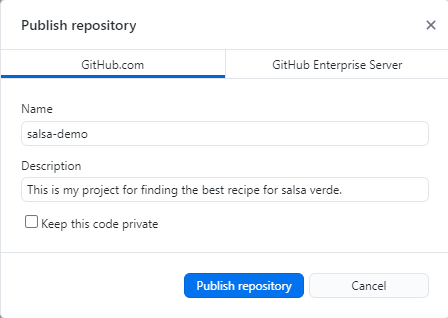 Publish repository
GitHub.com
GitHub Enterprise Server
Name
salsa-demo
Description
This is my project for finding the best recipe for salsa verde.
Keep this code private
Publish repository
Cancel